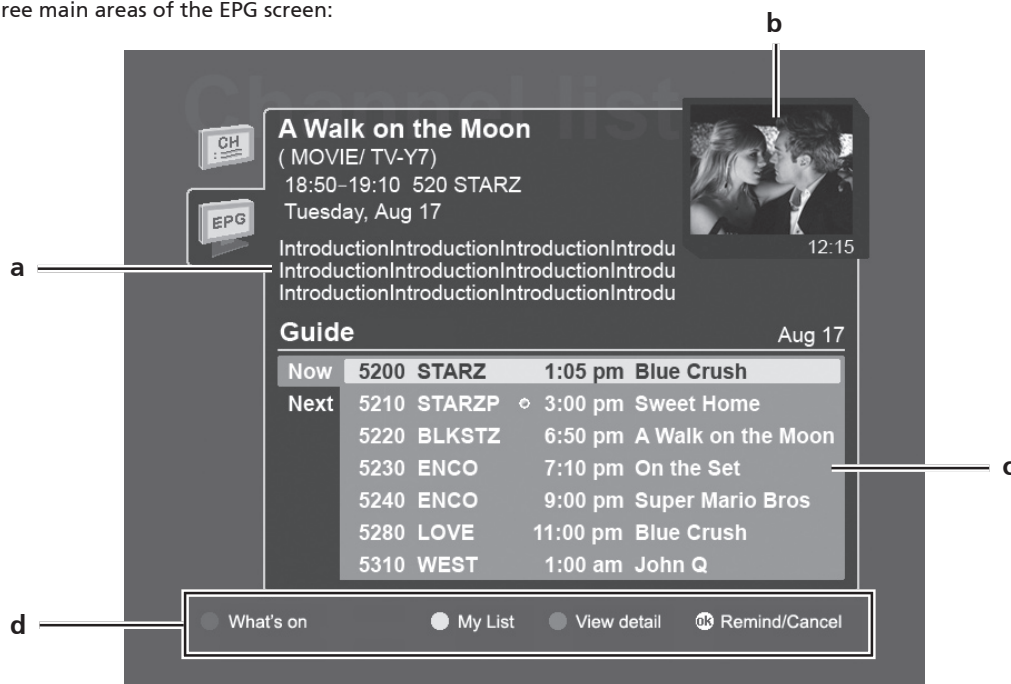 ree main areas of the EPG screen:
b
Channel list
CH
A Walk on the Moon
( MOVIE/ TV-Y7)
18:50-19:10 520 STARZ
Tuesday, Aug 17
EPG
12:15
IntroductionIntroductionIntroductionIntrodu
IntroductionIntroductionIntroductionIntrodu
IntroductionIntroductionIntroductionIntrodu
a
Guide Aug 17
Now 5200 STARZ 1:05 pm Blue Crush
Next 5210 STARZP 3:00 pm Sweet Home
5220 BLKSTZ 6:50 pm A Walk on the Moon
5230 ENCO 7:10 pm On the Set
5240 ENCO 9:00 pm Super Mario Bros
5280 LOVE 11:00 pm Blue Crush
5310 WEST 1:00 am John Q
d
What's on My List View detail ok Remind/Cancel